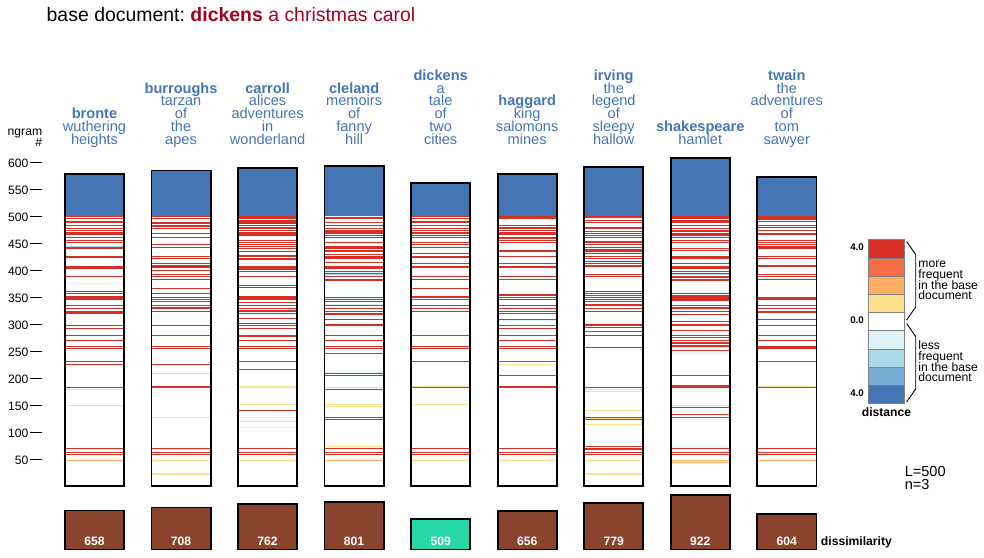 base document: dickens a christmas carol
bronte
wuthering
heights
burroughs
tarzan
of
the
apes
carroll
alices
adventures
in
wonderland
cleland
memoirs
of
fanny
hill
dickens
a
tale
of
two
cities
haggard
king
salomons
mines
irving
the
legend
of
sleepy
hallow
shakespeare
hamlet
twain
the
adventures
of
tom
sawyer
ngram
#
600
550
500
450
400
350
300
250
200
150
100
50
4.0
0.0
4.0
more
frequent
in the base
document
less
frequent
in the base
document
distance
L=500
n=3
658
708
762
801
509
656
779
922
604
dissimilarity